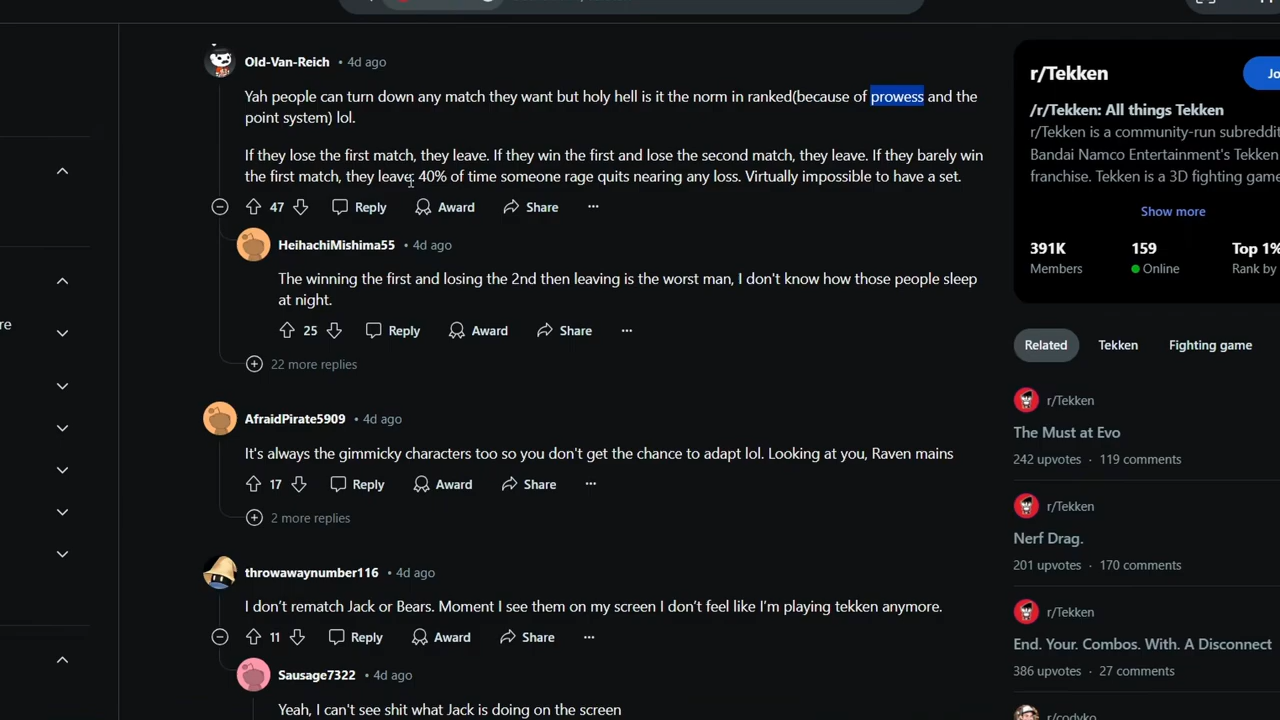 Old-Van-Reich • 4d ago
Yah people can turn down any match they want but holy hell is it the norm in ranked(because of prowess and the
point system) lol.
If they lose the first match, they leave. If they win the first and lose the second match, they leave. If they barely win
the first match, they leave. 40% of time someone rage quits nearing any loss. Virtually impossible to have a set.
47 Reply Award Share
HeihachiMishima55 • 4d ago
The winning the first and losing the 2nd then leaving is the worst man, I don't know how those people sleep
at night.
25 Reply Award Share
22 more replies
AfraidPirate5909 • 4d ago
It's always the gimmicky characters too so you don't get the chance to adapt lol. Looking at you, Raven mains
17 Reply Award Share
2 more replies
throwawaynumber116 • 4d ago
I don't rematch Jack or Bears. Moment I see them on my screen I don't feel like I'm playing tekken anymore.
11 Reply Award Share
Sausage7322 • 4d ago
Yeah, I can't see shit what Jack is doing on the screen
re
r/Tekken
Jo
/r/Tekken: All things Tekken
r/Tekken is a community-run subreddit
Bandai Namco Entertainment's Tekken
franchise. Tekken is a 3D fighting game
Show more
391K 159 Top 1%
Members Online Rank by
Related Tekken Fighting game
r/Tekken
The Must at Evo
242 upvotes · 119 comments
r/Tekken
Nerf Drag.
201 upvotes · 170 comments
r/Tekken
End. Your. Combos. With. A Disconnect
386 upvotes · 27 comments
r/codyko